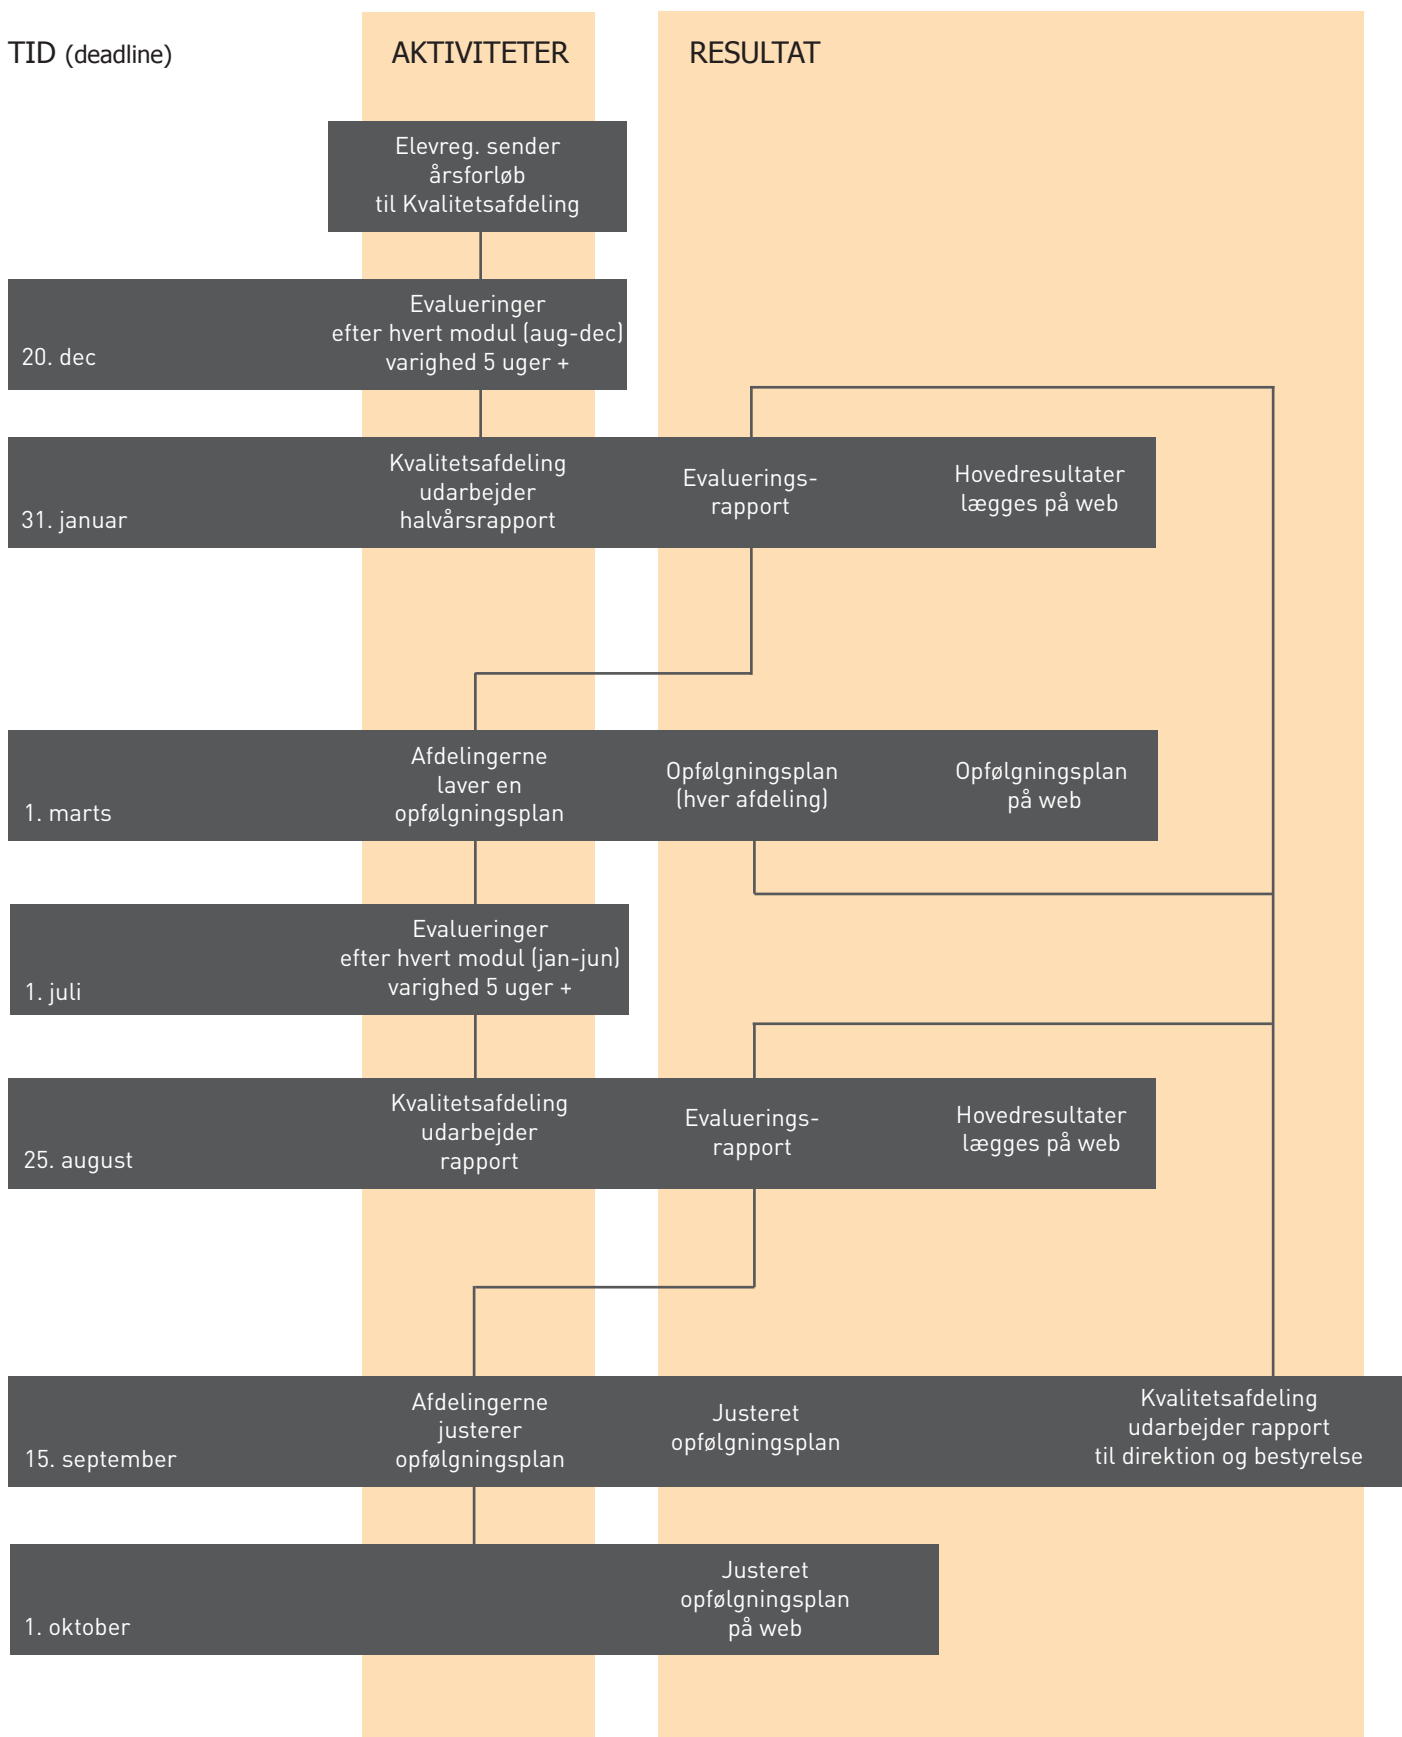 TID (deadline)
AKTIVITETER
RESULTAT
Elevreg. sender
årsforløb
til Kvalitetsafdeling
20. dec
Evalueringer
efter hvert modul (aug-dec)
varighed 5 uger +
31. januar
Kvalitetsafdeling
udarbejder
halvårsrapport
Evaluerings-
rapport
Hovedresultater
lægges på web
1. marts
Afdelingerne
laver en
opfølgningsplan
Opfølgningsplan
(hver afdeling)
Opfølgningsplan
på web
1. juli
Evalueringer
efter hvert modul (jan-jun)
varighed 5 uger +
25. august
Kvalitetsafdeling
udarbejder
rapport
Evaluerings-
rapport
Hovedresultater
lægges på web
15. september
Afdelingerne
justerer
opfølgningsplan
Justeret
opfølgningsplan
Kvalitetsafdeling
udarbejder rapport
til direktion og bestyrelse
1. oktober
Justeret
opfølgningsplan
på web